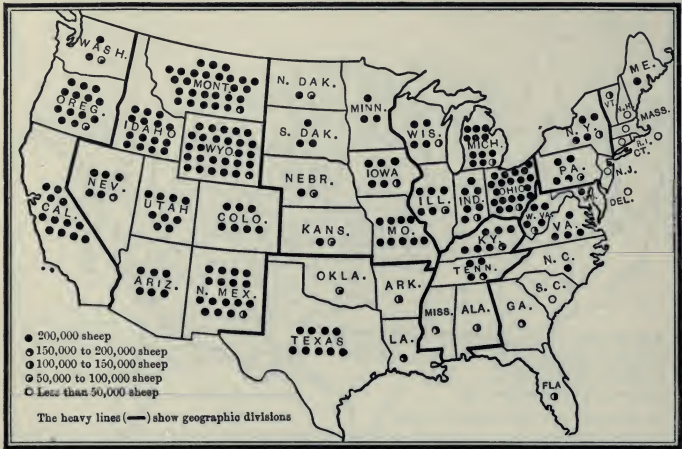 WASH.
OREG.
CAL.
NEV.
IDAHO
MONT.
WYO.
UTAH
COLO.
ARIZ.
N. MEX.
N. DAK.
S. DAK.
NEBR.
KANS.
OKLA.
TEXAS
MINN.
IOWA
MO.
ARK.
LA.
WIS.
ILL.
MICH.
IND.
OHIO
KY.
TENN.
MISS.
ALA.
GA.
FLA
S. C.
N. C.
VA.
W. VA.
PA.
N.Y.
VT.
N.H.
ME.
MASS.
R.I.
CT.
N.J.
DEL.
200,000 sheep
150,000 to 200,000 sheep
100,000 to 150,000 sheep
50,000 to 100,000 sheep
Less than 50,000 sheep
The heavy lines (—) show geographic divisions